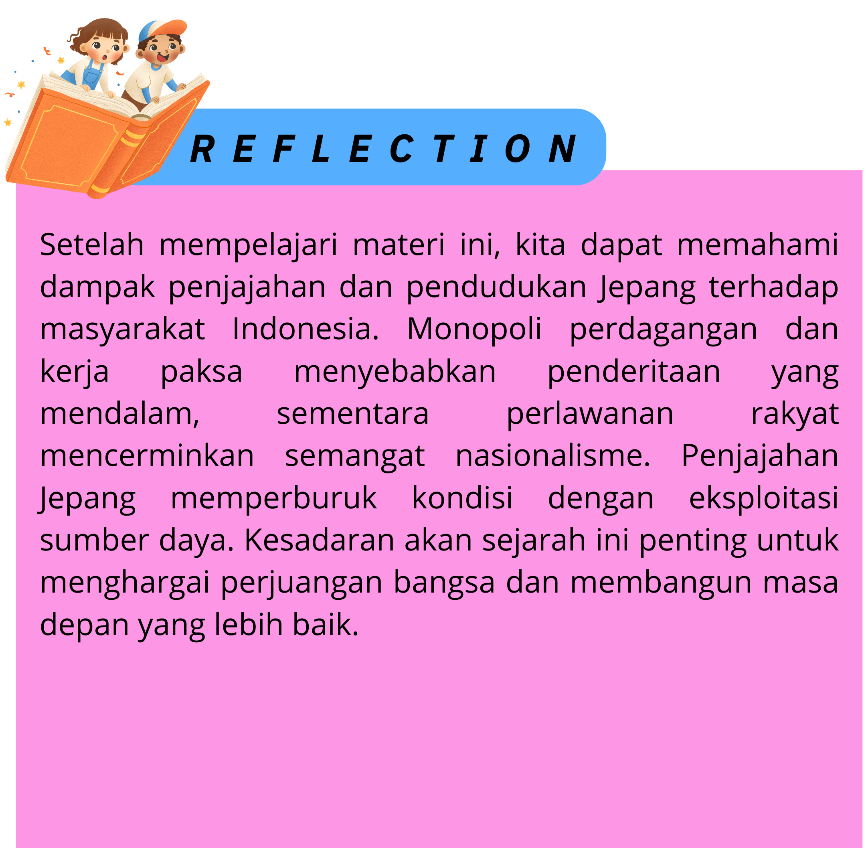 REFLECTION
Setelah mempelajari materi ini, kita dapat memahami
dampak penjajahan dan pendudukan Jepang terhadap
masyarakat Indonesia. Monopoli perdagangan dan
kerja paksa menyebabkan penderitaan yang
mendalam, sementara perlawanan rakyat
mencerminkan semangat nasionalisme. Penjajahan
Jepang memperburuk kondisi dengan eksploitasi
sumber daya. Kesadaran akan sejarah ini penting untuk
menghargai perjuangan bangsa dan membangun masa
depan yang lebih baik.